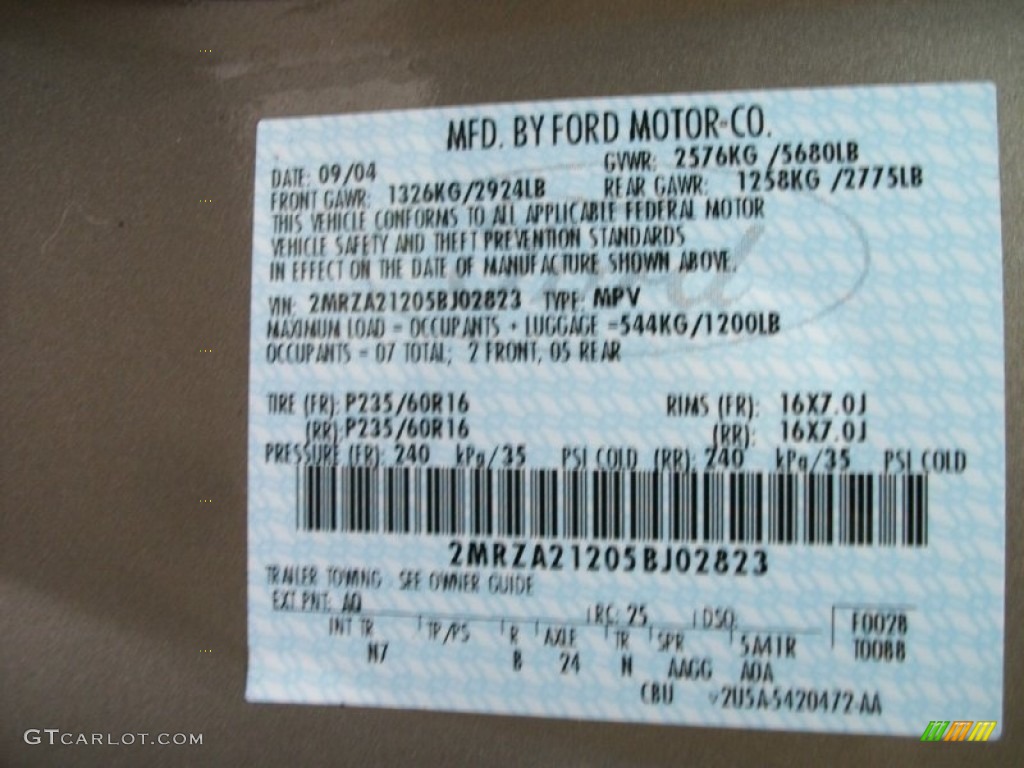 MFD. BY FORD MOTOR CO.
DATE: 09/04 GVWR: 2576KG /5680LB
FRONT GAWR: 1326KG/2924LB REAR GAWR: 1258KG /2775LB
THIS VEHICLE CONFORMS TO ALL APPLICABLE FEDERAL MOTOR
VEHICLE SAFETY AND THEFT PREVENTION STANDARDS
IN EFFECT ON THE DATE OF MANUFACTURE SHOWN ABOVE.
VIN: 2MRZA21205BJ02823 TYPE: MPV
MAXIMUM LOAD = OCCUPANTS + LUGGAGE =544KG/1200LB
OCCUPANTS = 07 TOTAL; 2 FRONT, 05 REAR
TIRE (FR): P235/60R16 RIMS (FR): 16X7.0J
(RR): P235/60R16 (RR): 16X7.0J
PRESSURE (FR): 240 kPa/35 PSI COLD (RR): 240 kPa/35 PSI COLD
2MRZA21205BJ02823
TRAILER TOWING - SEE OWNER GUIDE
EXT PNT: AQ RC: 25 DSO: F0028
INT TR TP/PS R AXLE TR SPR 5A41R T0088
N7 B 24 N AAGG AOA
CBU 2U5A-5420472-AA
GTCARLOT.COM